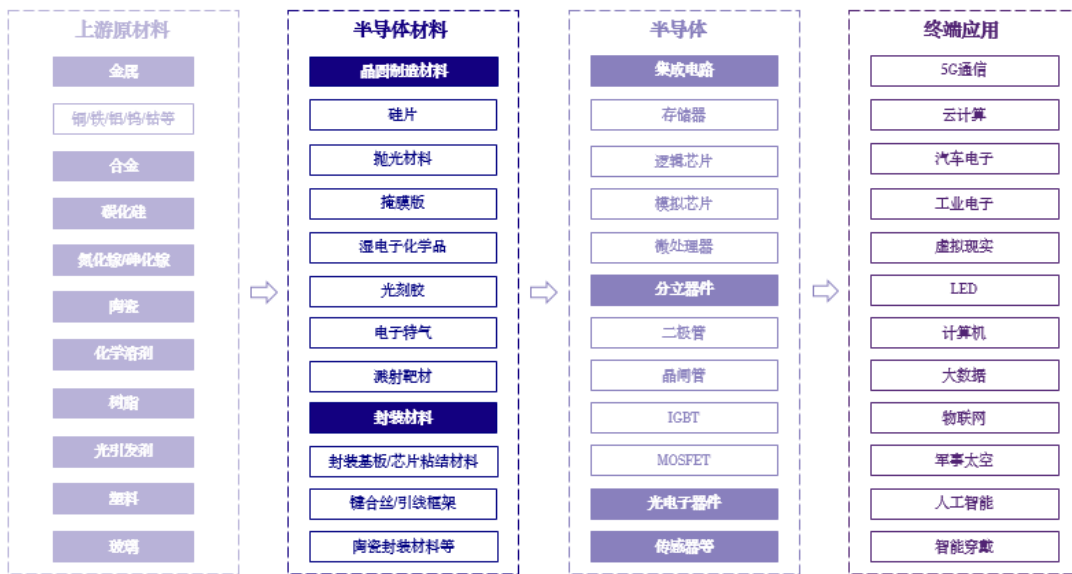 上游原材料
金属
铜/铁/铝/钨/钴等
合金
碳化硅
氮化镓/砷化镓
陶瓷
化学溶剂
树脂
光引发剂
塑料
玻璃
半导体材料
晶圆制造材料
硅片
抛光材料
掩膜版
湿电子化学品
光刻胶
电子特气
溅射靶材
封装材料
封装基板/芯片粘结材料
键合丝/引线框架
陶瓷封装材料等
半导体
集成电路
存储器
逻辑芯片
模拟芯片
微处理器
分立器件
二极管
晶闸管
IGBT
MOSFET
光电子器件
传感器等
终端应用
5G通信
云计算
汽车电子
工业电子
虚拟现实
LED
计算机
大数据
物联网
军事太空
人工智能
智能穿戴